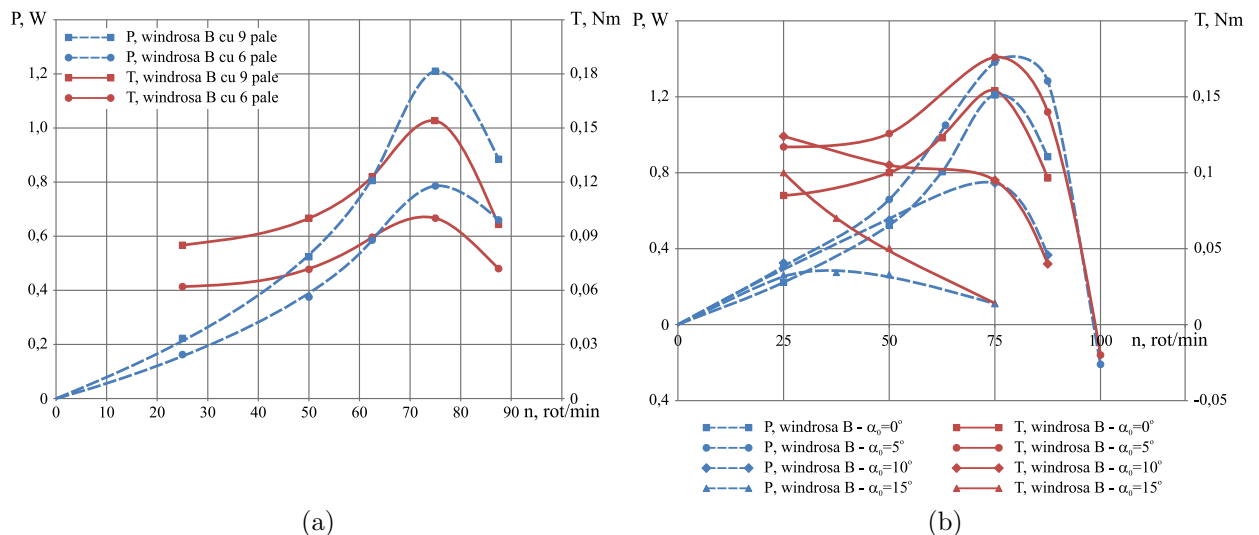 P, W
T, Nm
P, windrosa B cu 9 pale
P, windrosa B cu 6 pale
T, windrosa B cu 9 pale
T, windrosa B cu 6 pale
1,2
1,0
0,8
0,6
0,4
0,2
0
0,18
0,15
0,12
0,09
0,06
0,03
0
0 10 20 30 40 50 60 70 80 90 n, rot/min
(a)
P, W
T, Nm
1,2
0,8
0,4
0
0,4
0,15
0,1
0,05
0
-0,05
0 25 50 75 100
n, rot/min
P, windrosa B - α₀=0°
P, windrosa B - α₀=5°
P, windrosa B - α₀=10°
P, windrosa B - α₀=15°
T, windrosa B - α₀=0°
T, windrosa B - α₀=5°
T, windrosa B - α₀=10°
T, windrosa B - α₀=15°
(b)